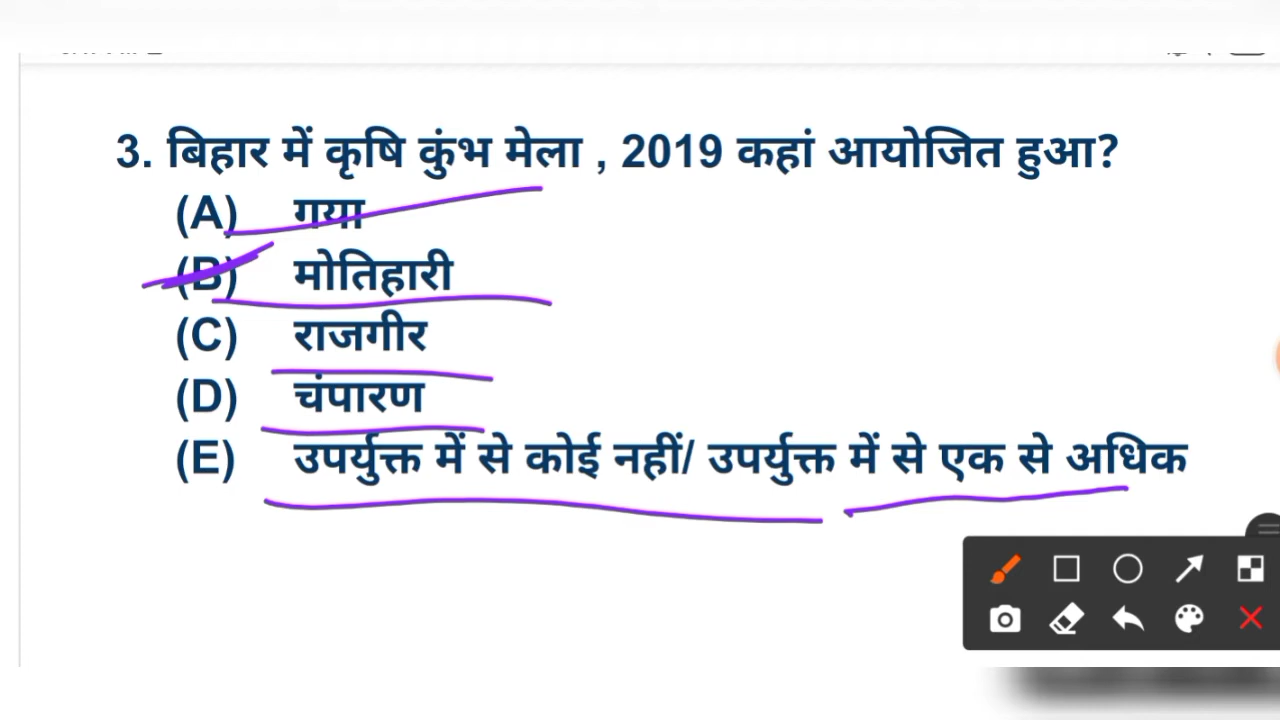 3. बिहार में कृषि कुंभ मेला , 2019 कहां आयोजित हुआ?
(A) गया
(B) मोतिहारी
(C) राजगीर
(D) चंपारण
(E) उपर्युक्त में से कोई नहीं/ उपर्युक्त में से एक से अधिक